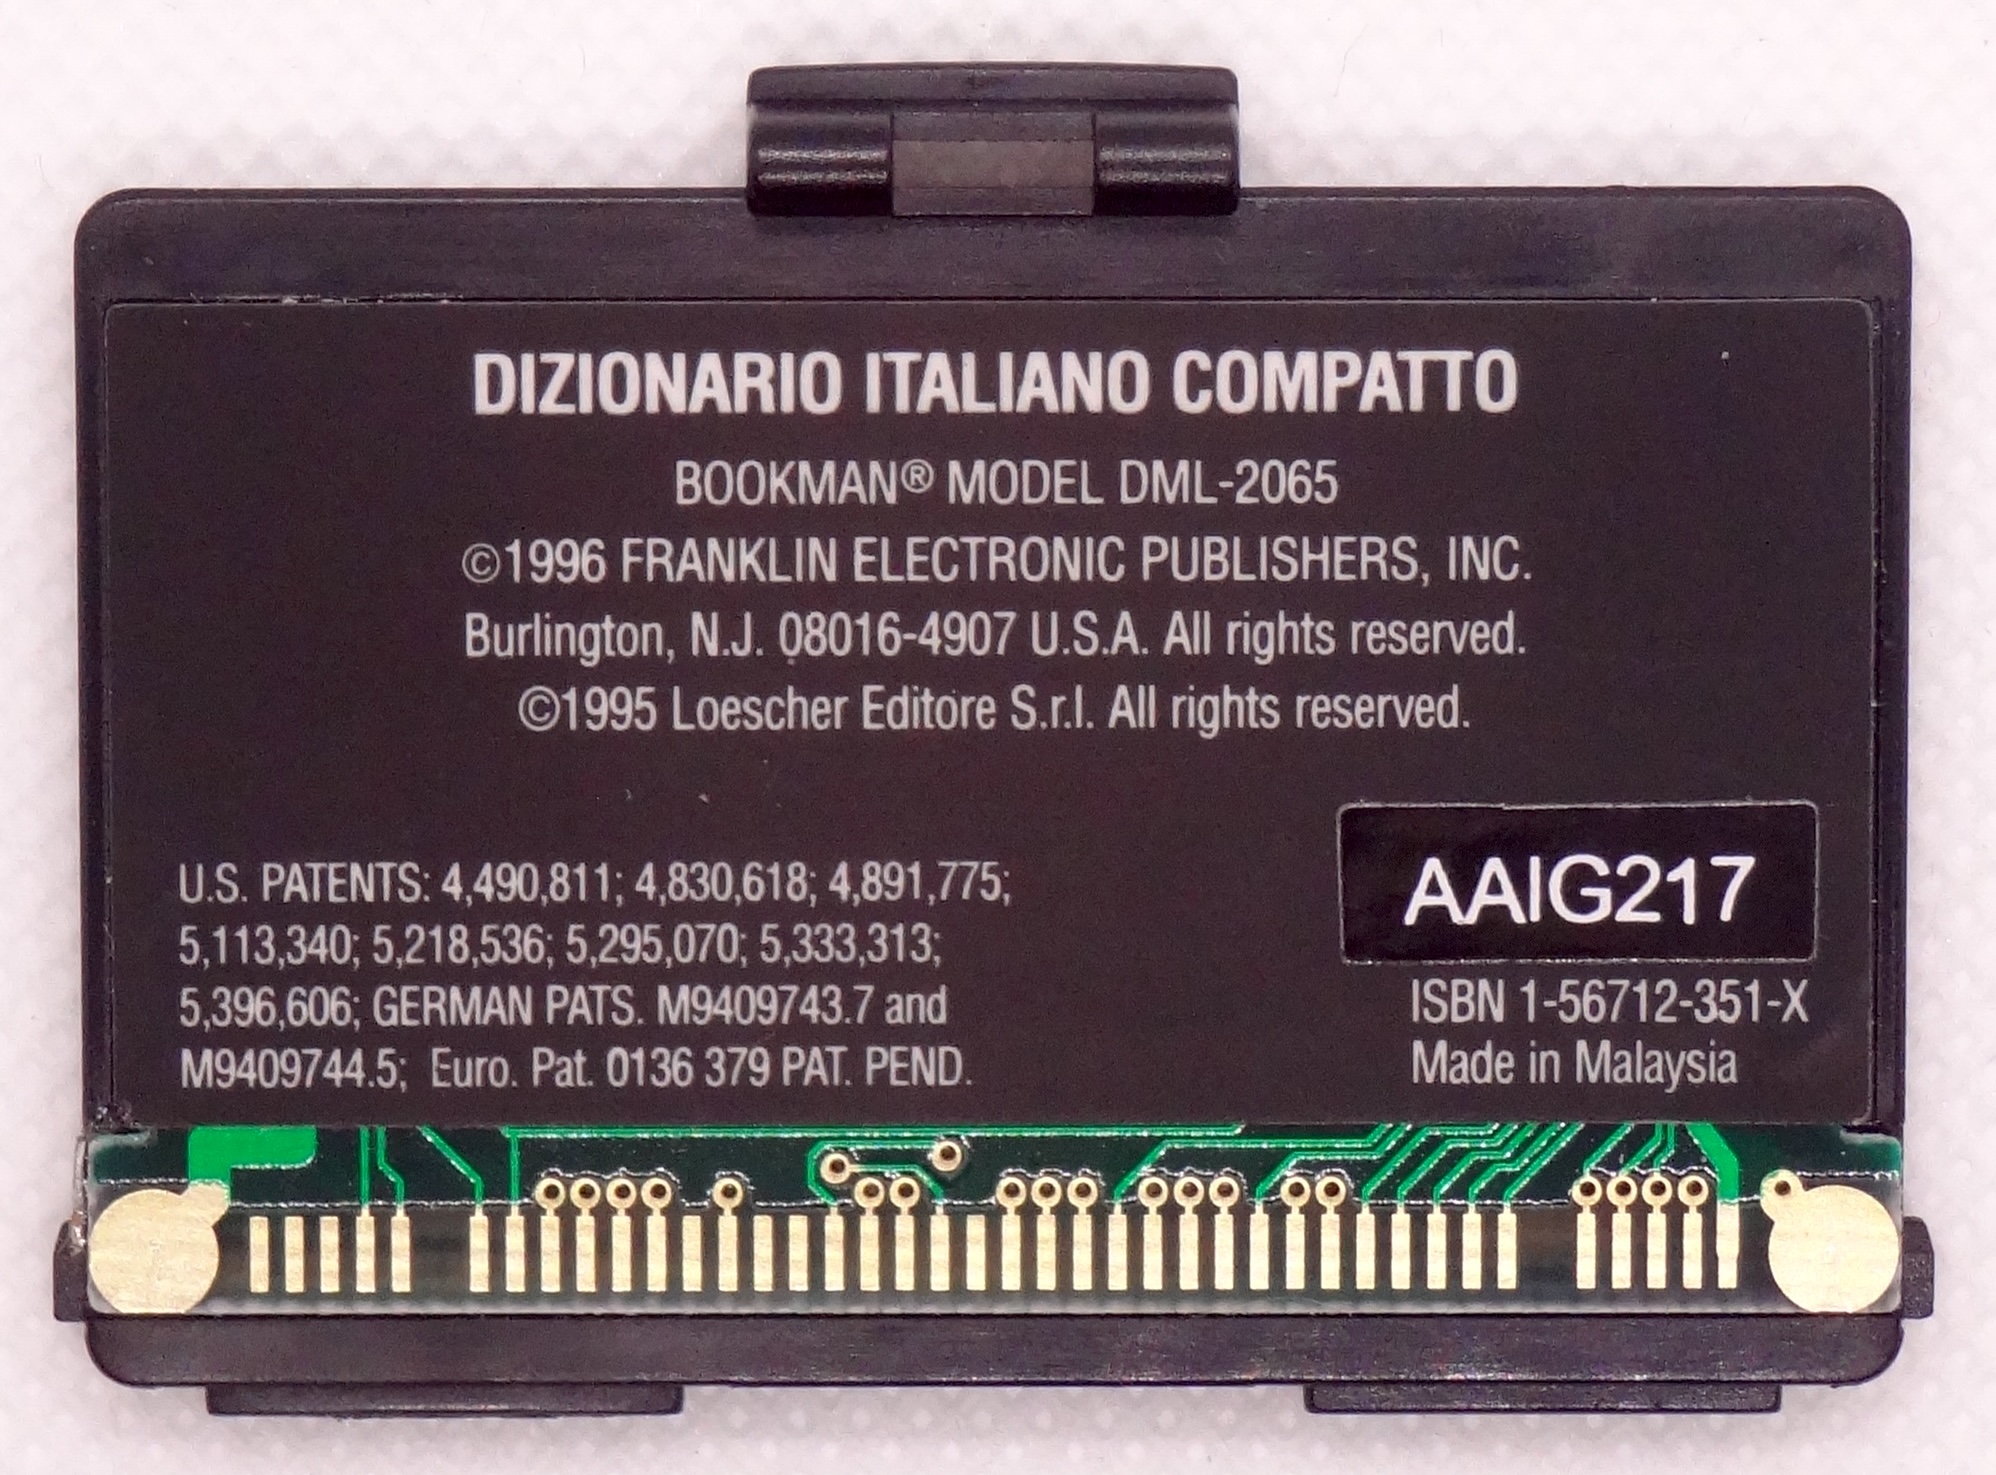 DIZIONARIO ITALIANO COMPATTO
BOOKMAN® MODEL DML-2065
©1996 FRANKLIN ELECTRONIC PUBLISHERS, INC.
Burlington, N.J. 08016-4907 U.S.A. All rights reserved.
©1995 Loescher Editore S.r.l. All rights reserved.
U.S. PATENTS: 4,490,811; 4,830,618; 4,891,775;
5,113,340; 5,218,536; 5,295,070; 5,333,313;
5,396,606; GERMAN PATS. M9409743.7 and
M9409744.5; Euro. Pat. 0136 379 PAT. PEND.
AAIG217
ISBN 1-56712-351-X
Made in Malaysia